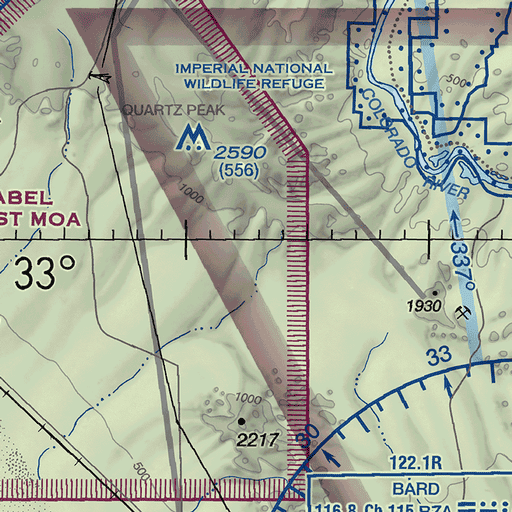 IMPERIAL NATIONAL
WILDLIFE REFUGE
500
COLORADO RIVER
QUARTZ PEAK
2590
(556)
1000
ABEL
ST MOA
337°
33°
1930
33
1000
2217
30
500
122.1R
BARD
116.8 Ch 115 BZA